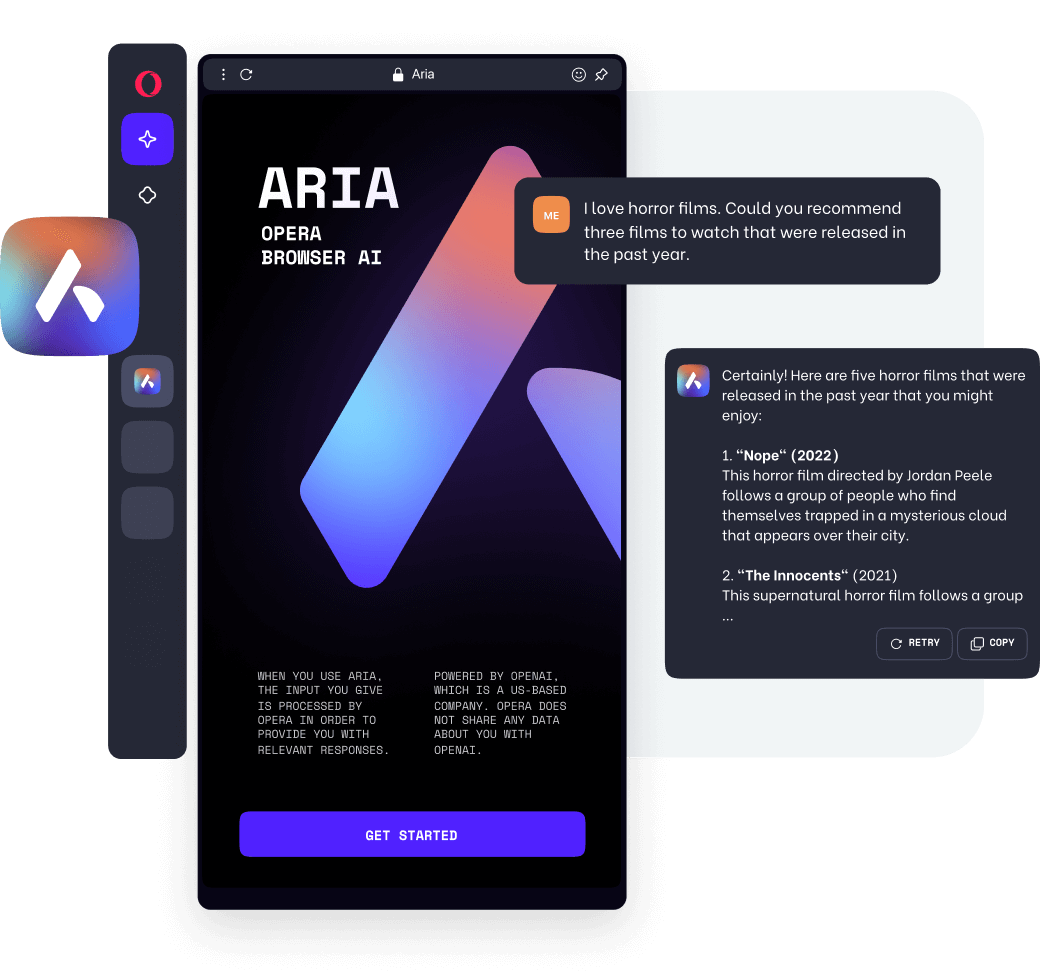 Aria
ARIA
OPERA
BROWSER AI
ME
I love horror films. Could you recommend
three films to watch that were released in
the past year.
Certainly! Here are five horror films that were
released in the past year that you might
enjoy:
1. “Nope“ (2022)
This horror film directed by Jordan Peele
follows a group of people who find
themselves trapped in a mysterious cloud
that appears over their city.
2. “The Innocents“ (2021)
This supernatural horror film follows a group
...
RETRY
COPY
WHEN YOU USE ARIA,
THE INPUT YOU GIVE
IS PROCESSED BY
OPERA IN ORDER TO
PROVIDE YOU WITH
RELEVANT RESPONSES.
POWERED BY OPENAI,
WHICH IS A US-BASED
COMPANY. OPERA DOES
NOT SHARE ANY DATA
ABOUT YOU WITH
OPENAI.
GET STARTED